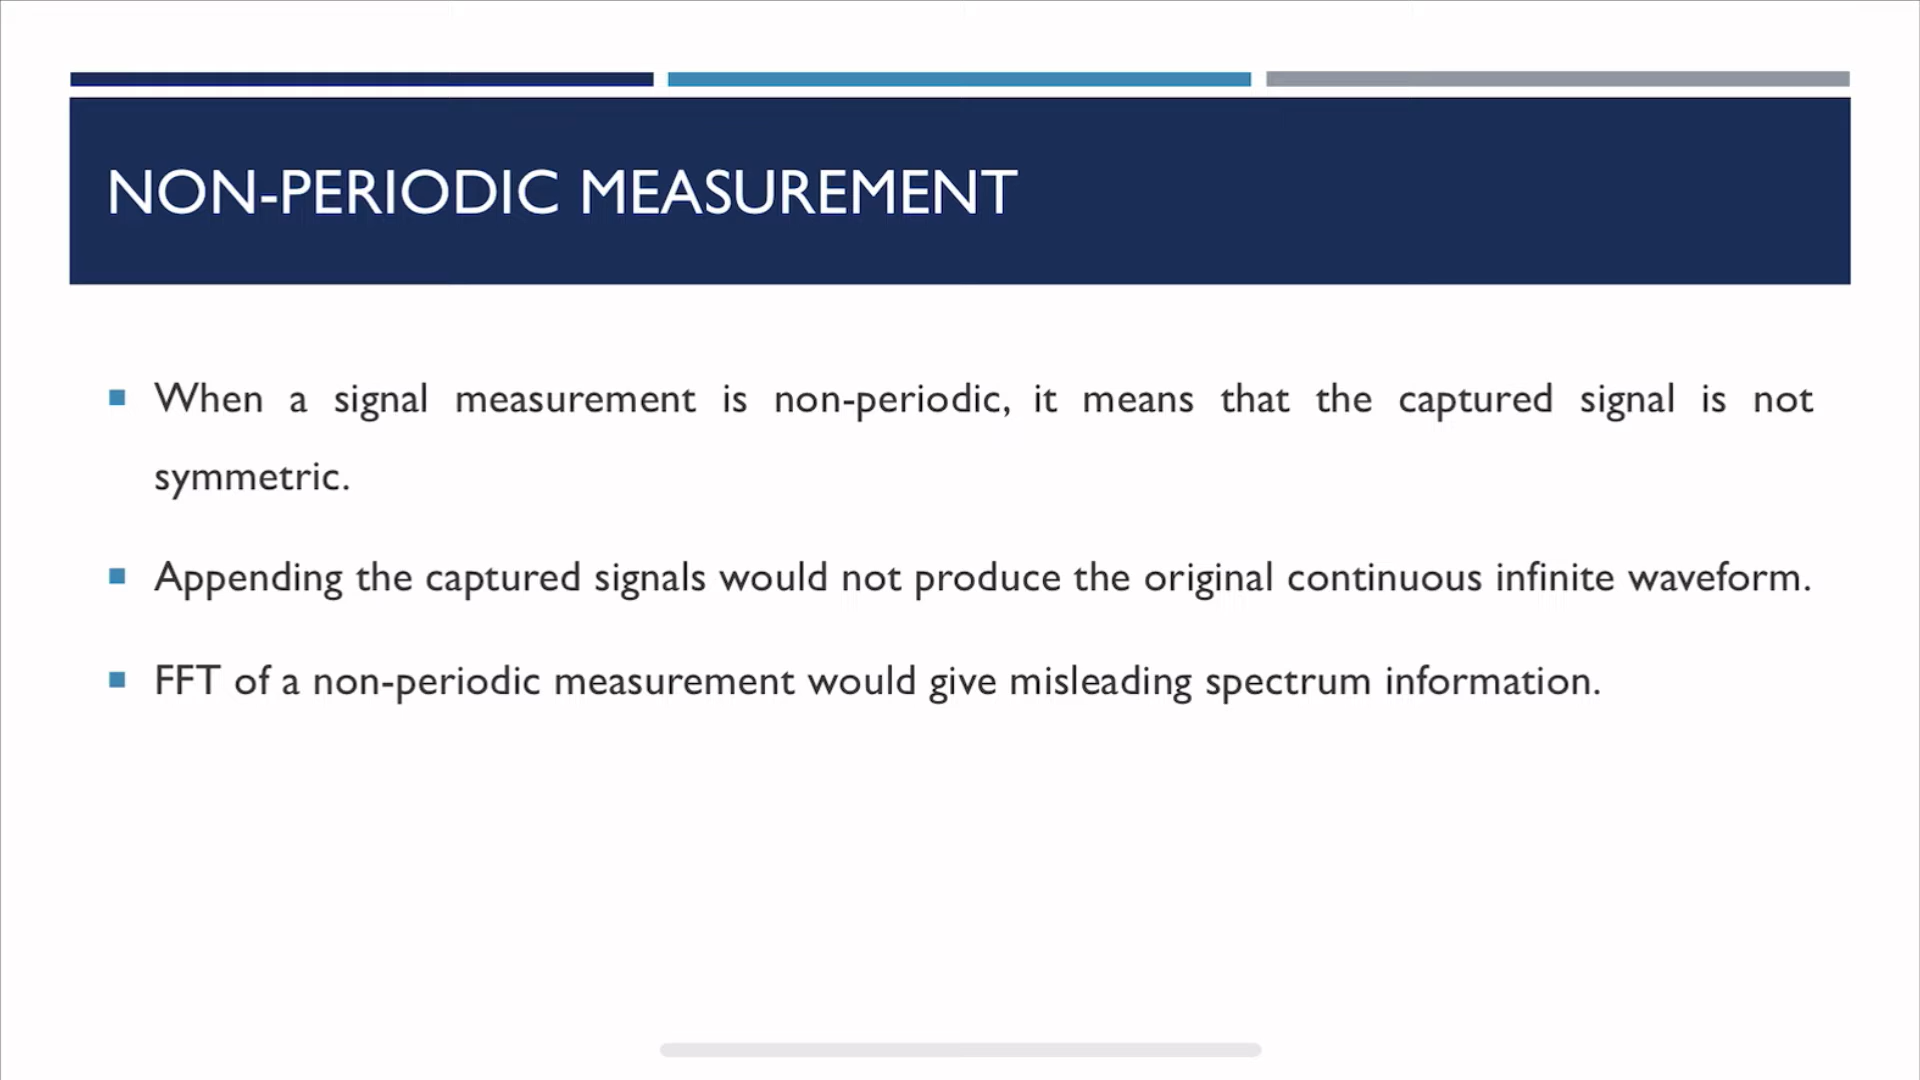 NON-PERIODIC MEASUREMENT
When a signal measurement is non-periodic, it means that the captured signal is not
symmetric.
Appending the captured signals would not produce the original continuous infinite waveform.
FFT of a non-periodic measurement would give misleading spectrum information.